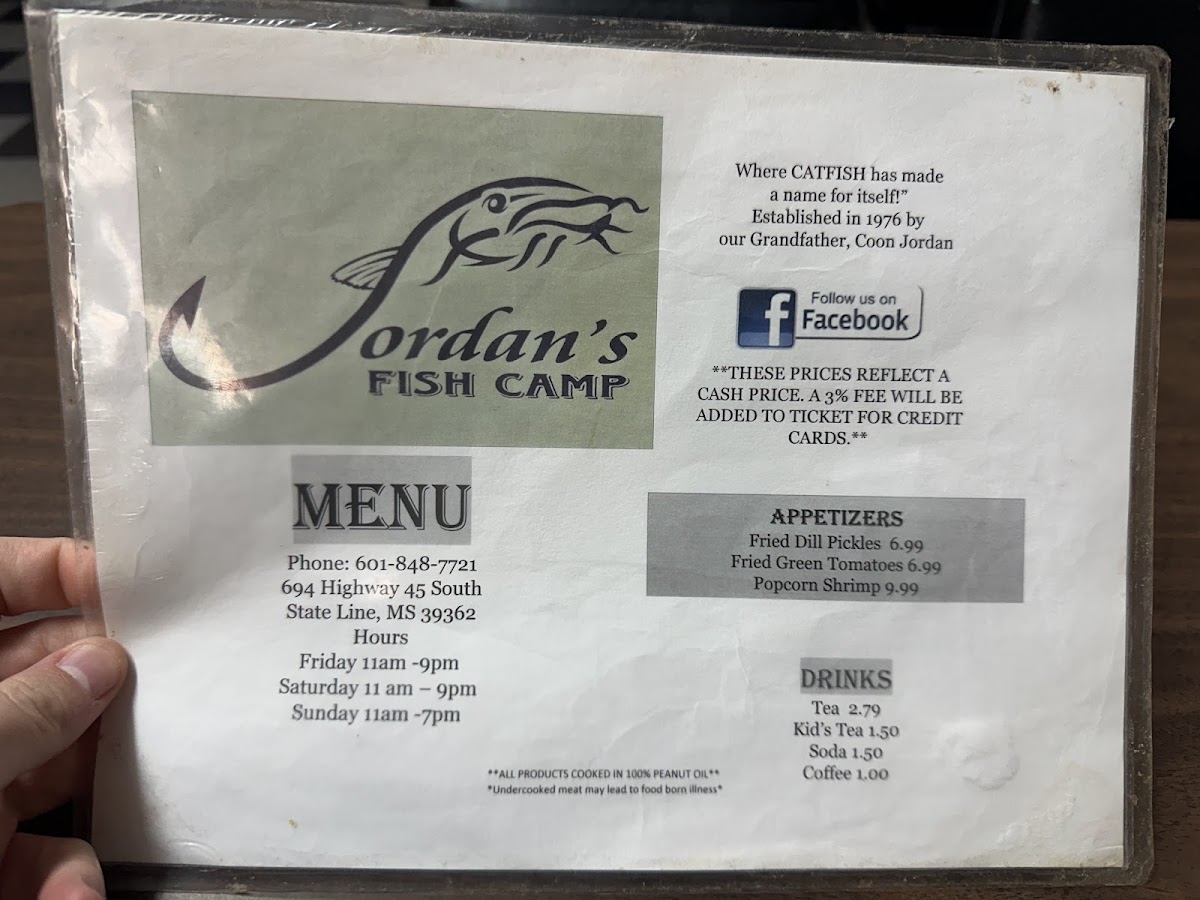 Jordan's
FISH CAMP
Where CATFISH has made
a name for itself!”
Established in 1976 by
our Grandfather, Coon Jordan
f
Follow us on
Facebook
**THESE PRICES REFLECT A
CASH PRICE. A 3% FEE WILL BE
ADDED TO TICKET FOR CREDIT
CARDS.**
MENU
Phone: 601-848-7721
694 Highway 45 South
State Line, MS 39362
Hours
Friday 11am -9pm
Saturday 11 am – 9pm
Sunday 11am -7pm
APPETIZERS
Fried Dill Pickles 6.99
Fried Green Tomatoes 6.99
Popcorn Shrimp 9.99
DRINKS
Tea 2.79
Kid's Tea 1.50
Soda 1.50
Coffee 1.00
**ALL PRODUCTS COOKED IN 100% PEANUT OIL**
*Undercooked meat may lead to food born illness*